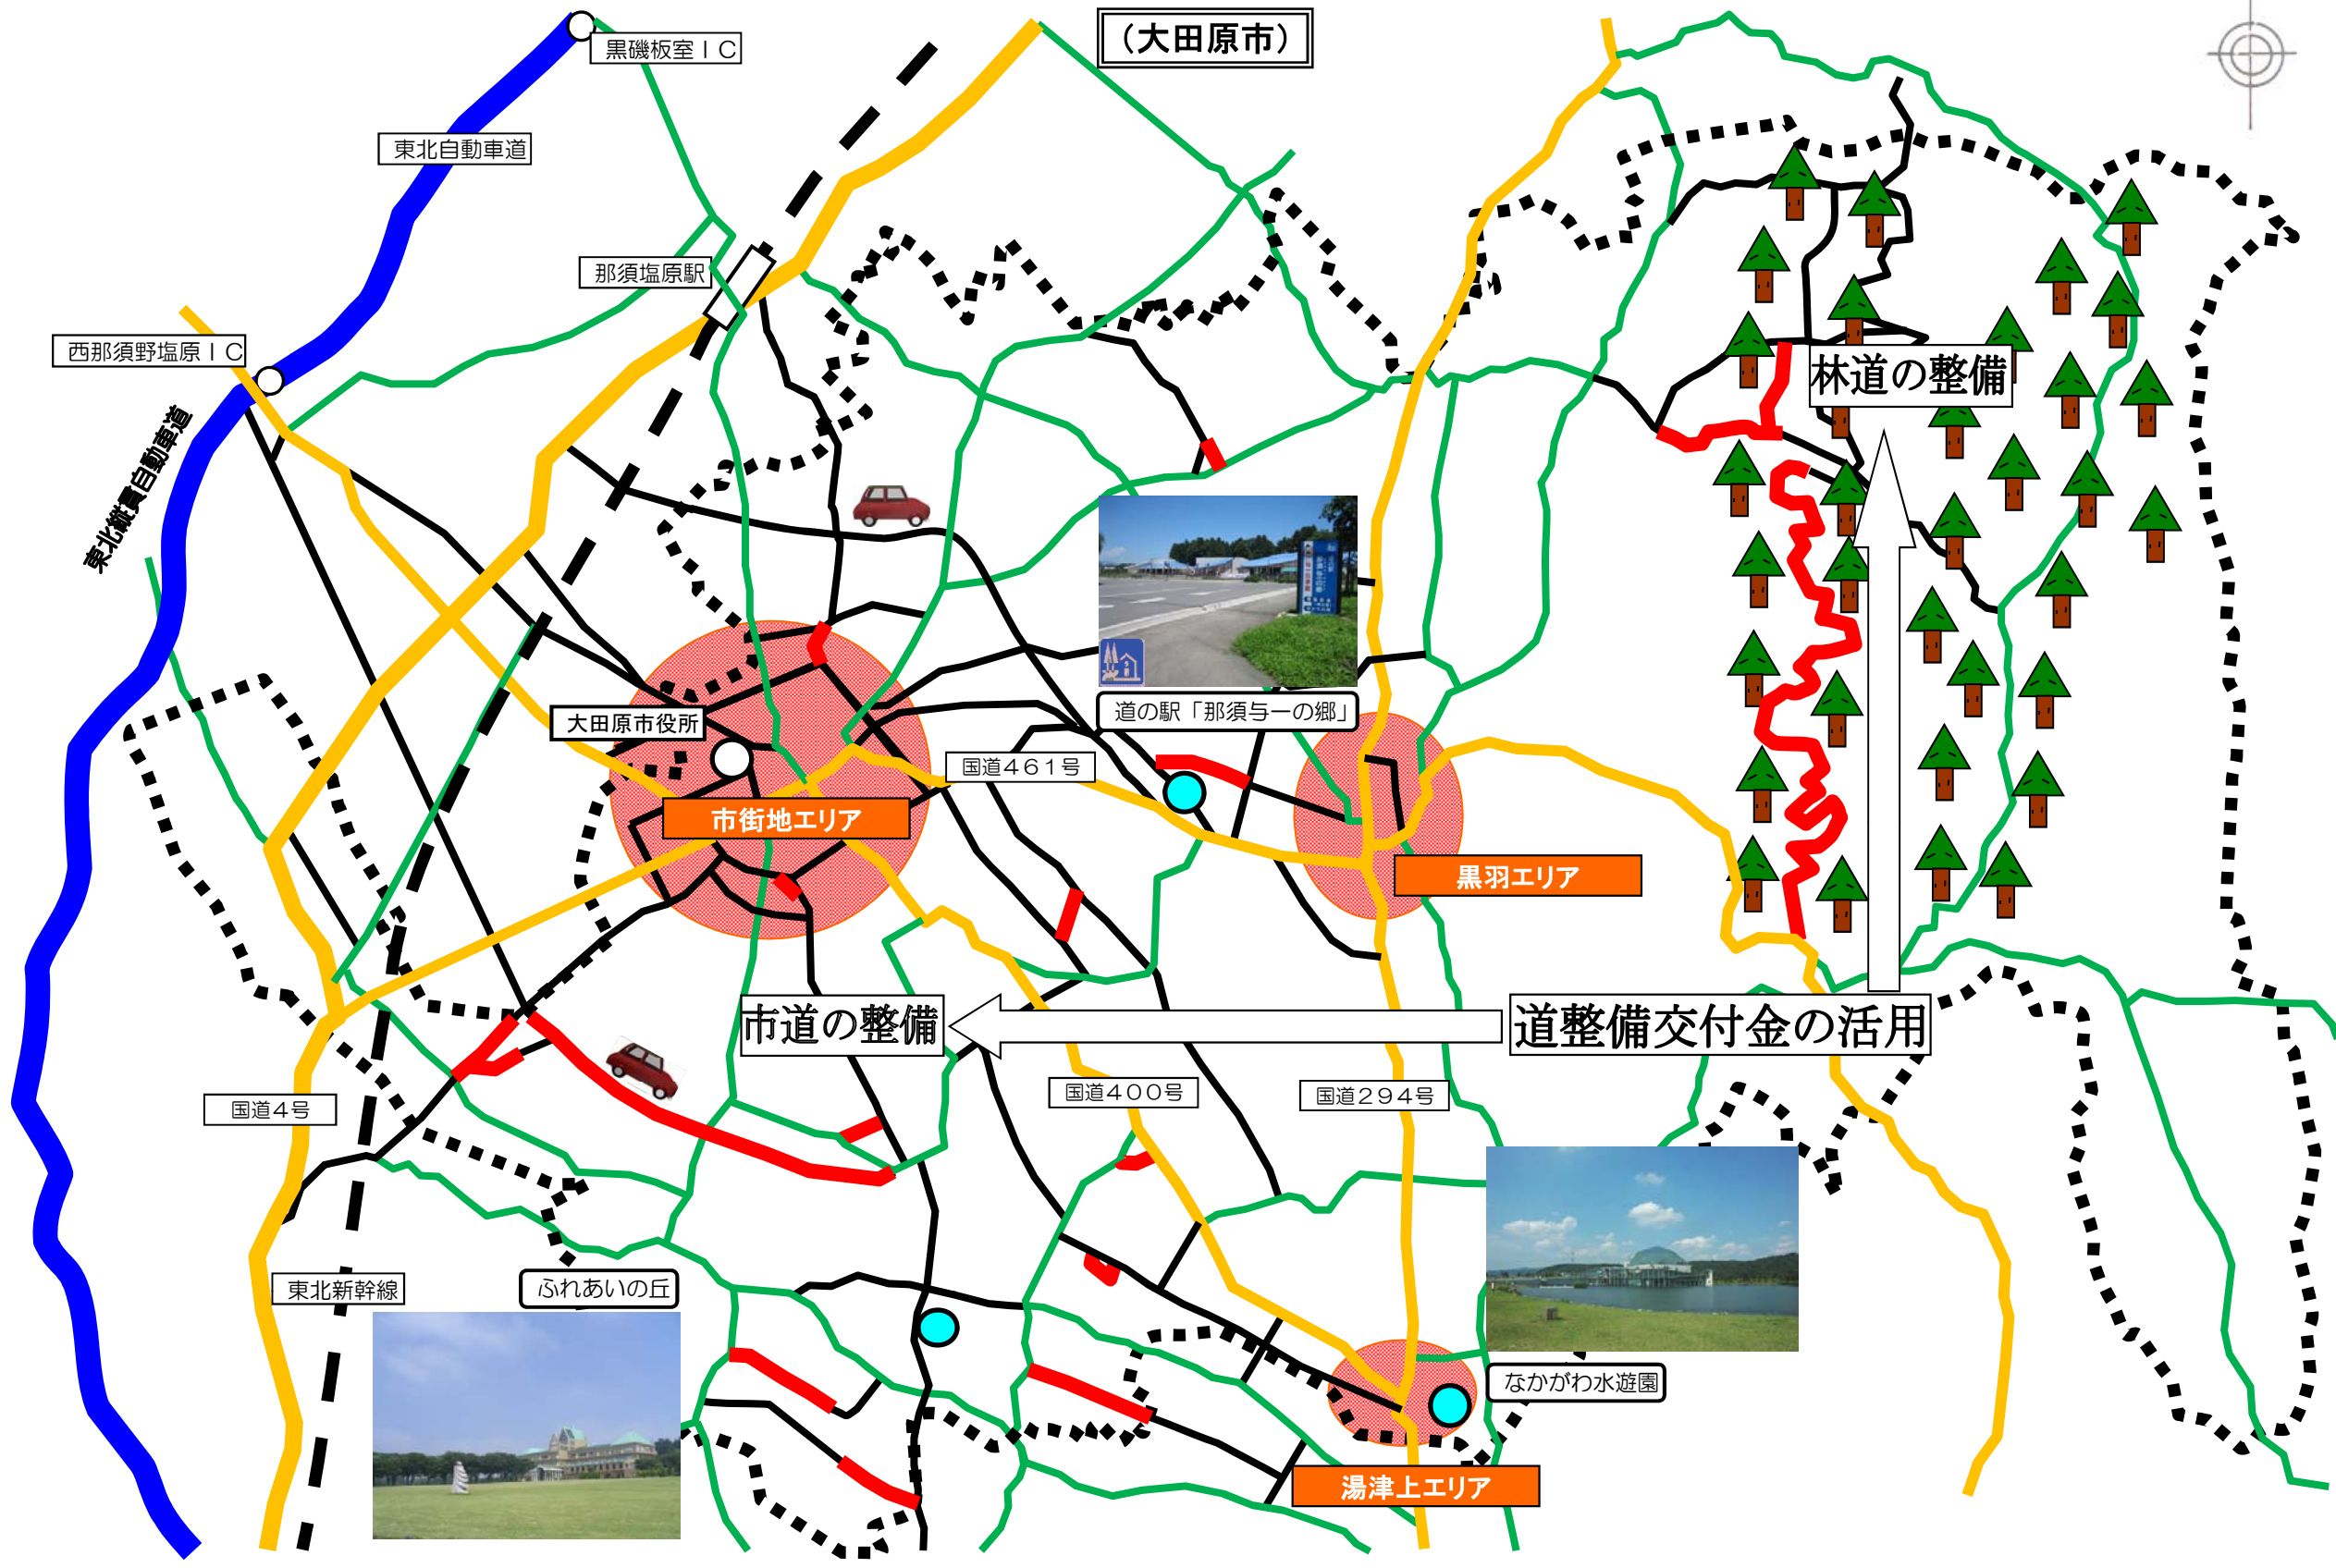 (大田原市)
黒磯板室IC
東北自動車道
那須塩原駅
西那須野塩原IC
林道の整備
東北縦貫自動車道
道の駅「那須与一の郷」
大田原市役所
国道461号
市街地エリア
黒羽エリア
市道の整備
道整備交付金の活用
国道4号
国道400号
国道294号
東北新幹線
ふれあいの丘
なかがわ水遊園
湯津上エリア